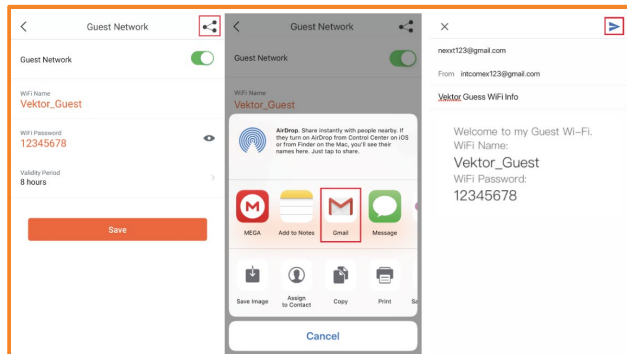 Guest Network
Guest Network
WiFi Name
Vektor_Guest
WiFi Password
12345678
Validity Period
8 hours
Save
Guest Network
Guest Network
WiFi Name
Vektor_Guest
AirDrop. Share instantly with people nearby. If
they turn on AirDrop from Control Center on iOS
or from Finder on the Mac, you'll see their
names here. Just tap to share.
MEGA
Add to Notes
Gmail
Message
Save Image
Assign
to Contact
Copy
Print
Sa
Cancel
nexxt123@gmail.com
From intcomex123@gmail.com
Vektor Guess WiFi Info
Welcome to my Guest Wi-Fi.
WiFi Name:
Vektor_Guest
WiFi Password:
12345678